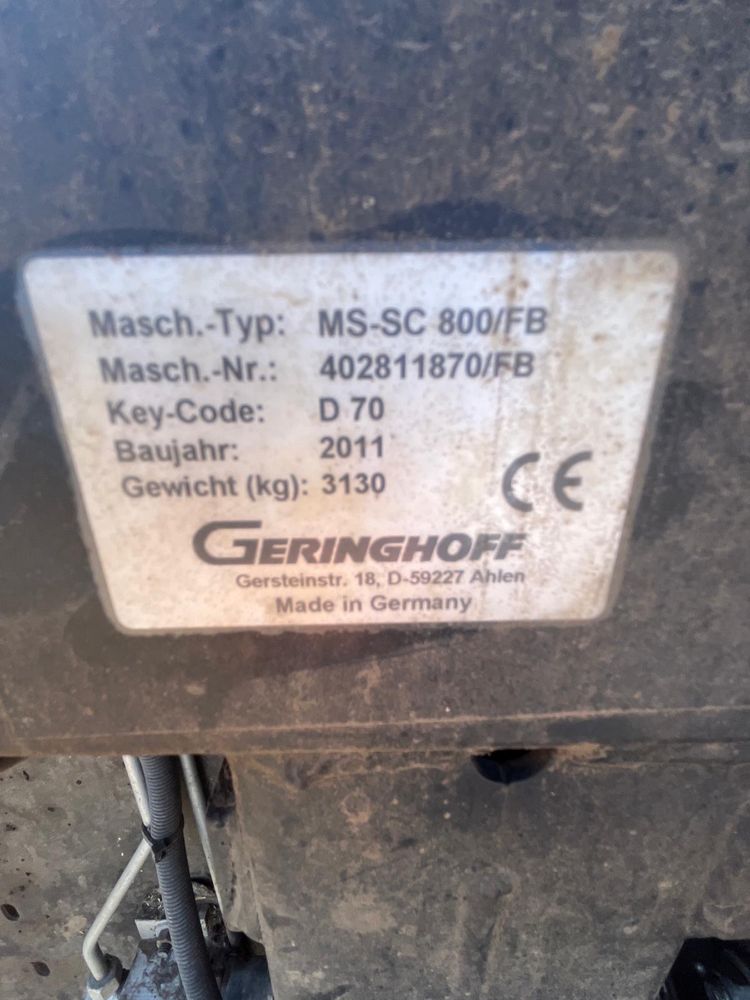 Masch.-Typ: MS-SC 800/FB
Masch.-Nr.: 402811870/FB
Key-Code: D 70
Baujahr: 2011
Gewicht (kg): 3130
CE
GERINGHOFF
Gersteinstr. 18, D-59227 Ahlen
Made in Germany